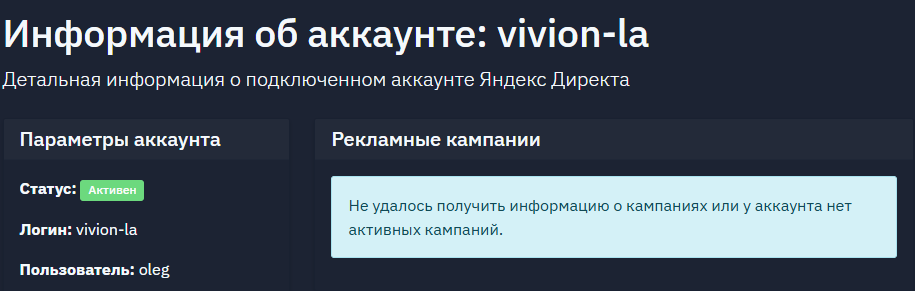 Информация об аккаунте: vivion-la
Детальная информация о подключенном аккаунте Яндекс Директа
Параметры аккаунта
Статус: Активен
Логин: vivion-la
Пользователь: oleg
Рекламные кампании
Не удалось получить информацию о кампаниях или у аккаунта нет
активных кампаний.